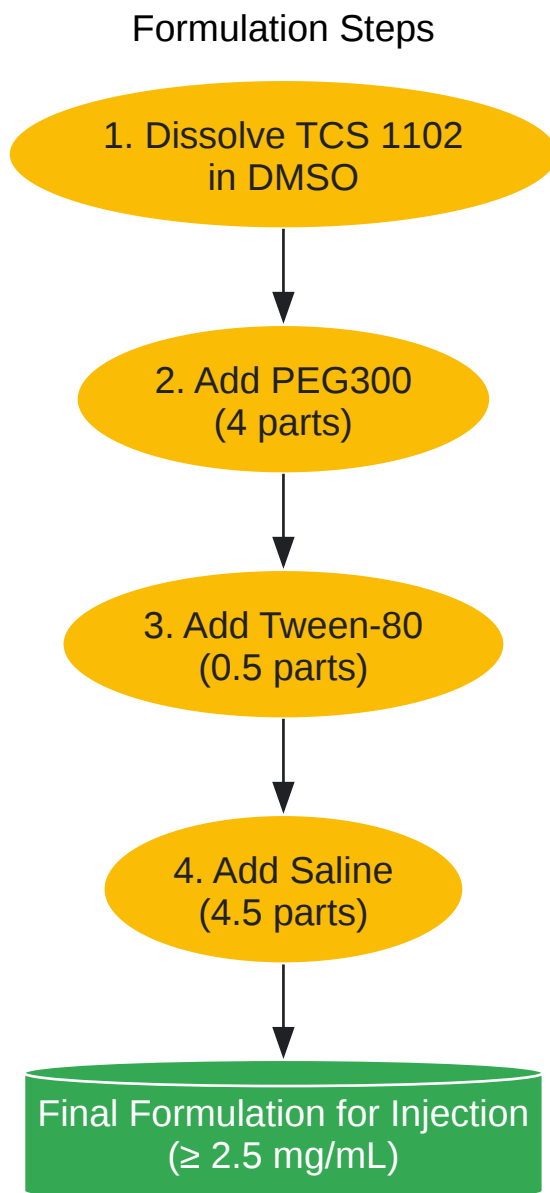 Formulation Steps
1. Dissolve TCS 1102
in DMSO
2. Add PEG300
(4 parts)
3. Add Tween-80
(0.5 parts)
4. Add Saline
(4.5 parts)
Final Formulation for Injection
(≥ 2.5 mg/mL)